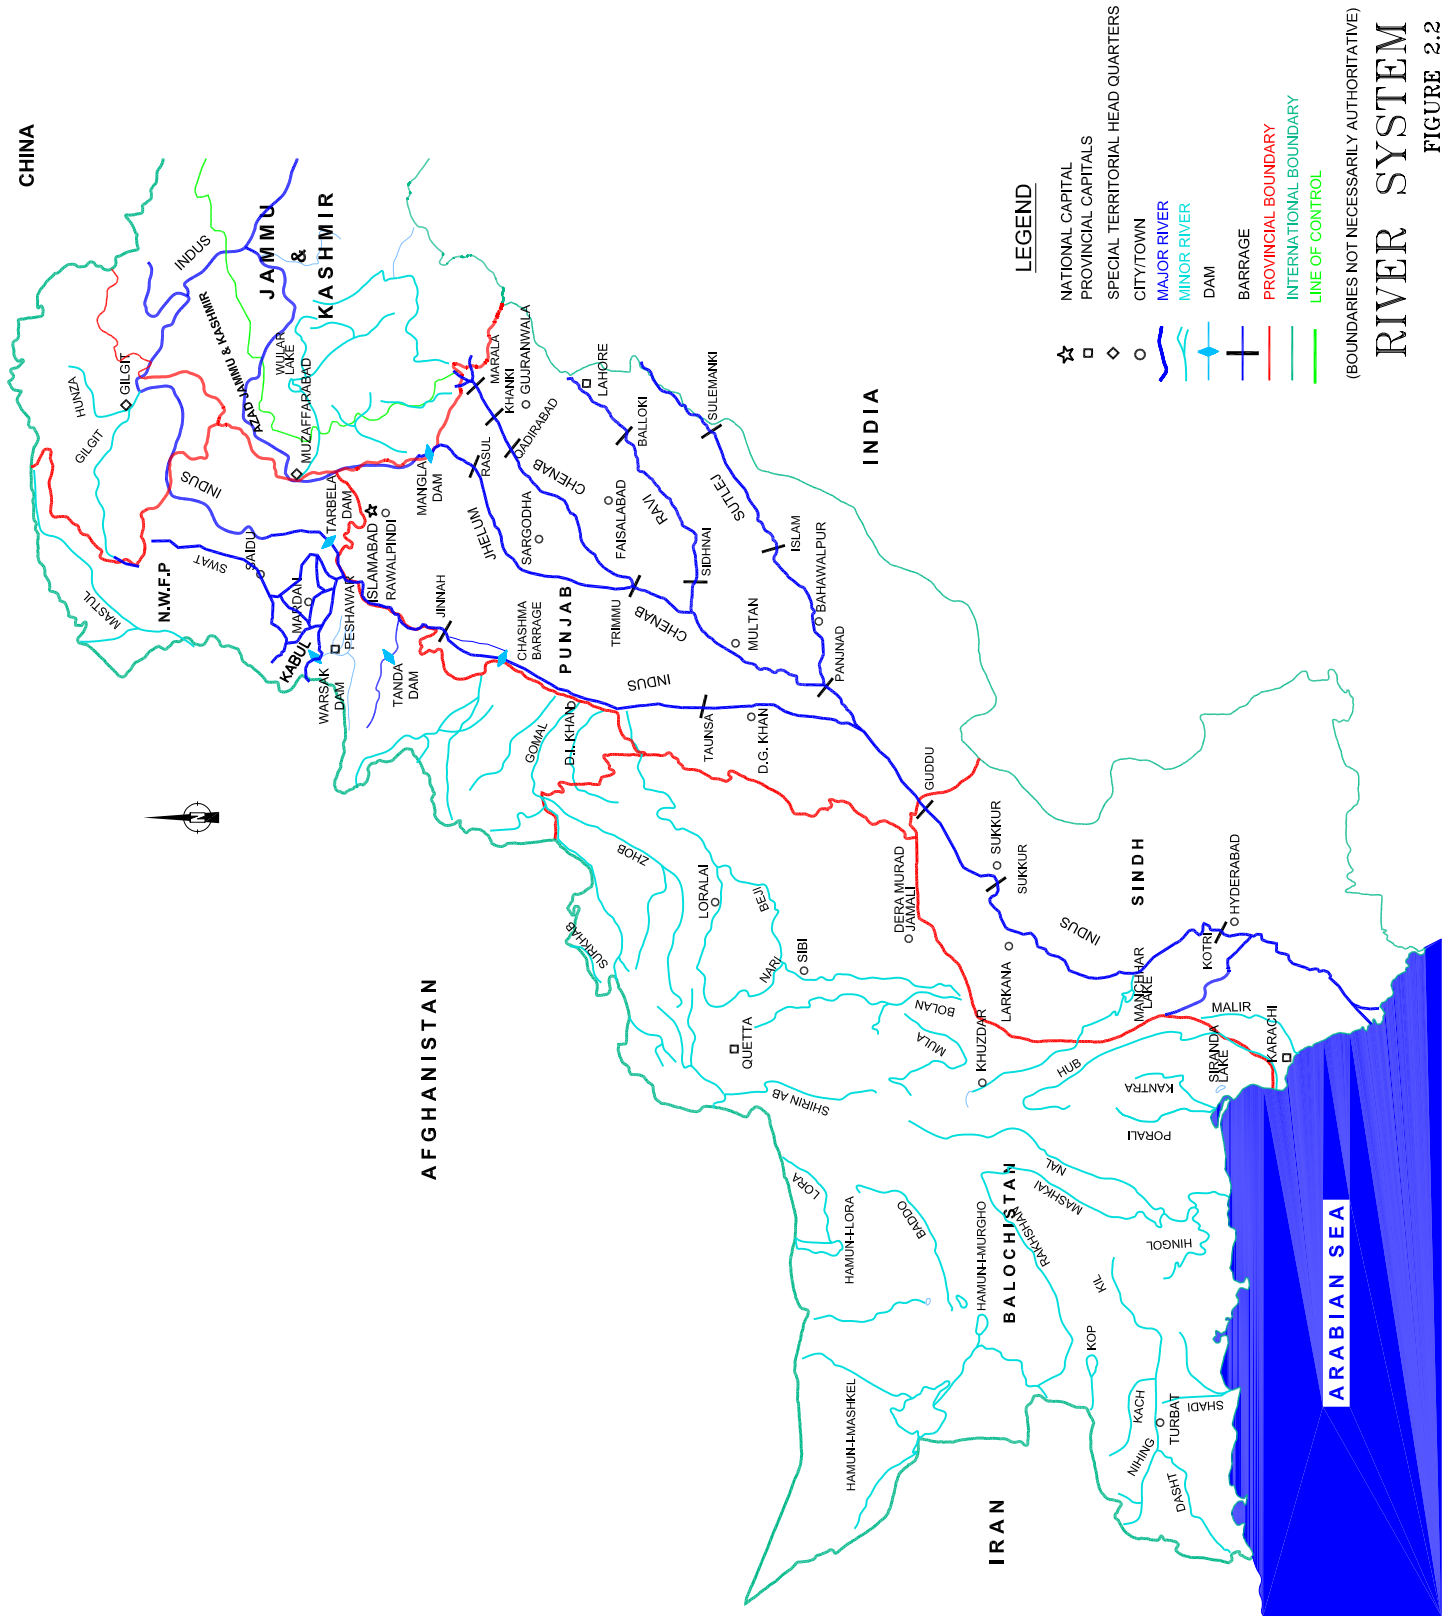 CHINA
INDUS
JAMMU
&
KASHMIR
HUNZA
GILGIT
GILGIT
AZAD JAMMU & KASHMIR
WULAR
LAKE
MUZAFFARABAD
INDUS
SWAT
SAIDU
MASTUL
N.W.F.P
MARDAN
KABUL
PESHAWAR
WARSAK
DAM
TARBELA
DAM
ISLAMABAD
RAWALPINDI
TANDA
DAM
JINNAH
MANGLA
DAM
RASUL
JHELUM
SARGODHA
MARALA
KHANKI
GUJRANWALA
QADIRABAD
CHENAB
FAISALABAD
LAHORE
BALLOKI
RAVI
SIDHNAI
SULEMANKI
SUTLEJ
ISLAM
BAHAWALPUR
TRIMMU
CHENAB
MULTAN
PANJNAD
CHASHMA
BARRAGE
PUNJAB
INDUS
TAUNSA
D.G. KHAN
D.I. KHAN
GOMAL
INDIA
AFGHANISTAN
ZHOB
SURKHAB
LORALAI
BEJI
NARI
SIBI
QUETTA
BOLAN
MULA
SHIRIN AB
DERA MURAD
JAMALI
GUDDU
SUKKUR
SUKKUR
LARKANA
KHUZDAR
INDUS
SINDH
MANCHHAR
LAKE
KOTRI
HYDERABAD
MALIR
KARACHI
SIRANDA
LAKE
HUB
KANTRA
PORALI
NAL
MASHKAI
RAKHSHAN
HINGOL
LORA
HAMUN-I-LORA
BADDO
HAMUN-I-MURGHO
BALOCHISTAN
KIL
KOP
HAMUN-I-MASHKEL
KACH
TURBAT
SHADI
NIHING
DASHT
IRAN
ARABIAN SEA
N
LEGEND
NATIONAL CAPITAL
PROVINCIAL CAPITALS
SPECIAL TERRITORIAL HEAD QUARTERS
CITY/TOWN
MAJOR RIVER
MINOR RIVER
DAM
BARRAGE
PROVINCIAL BOUNDARY
INTERNATIONAL BOUNDARY
LINE OF CONTROL
(BOUNDARIES NOT NECESSARILY AUTHORITATIVE)
RIVER SYSTEM
FIGURE 2.2